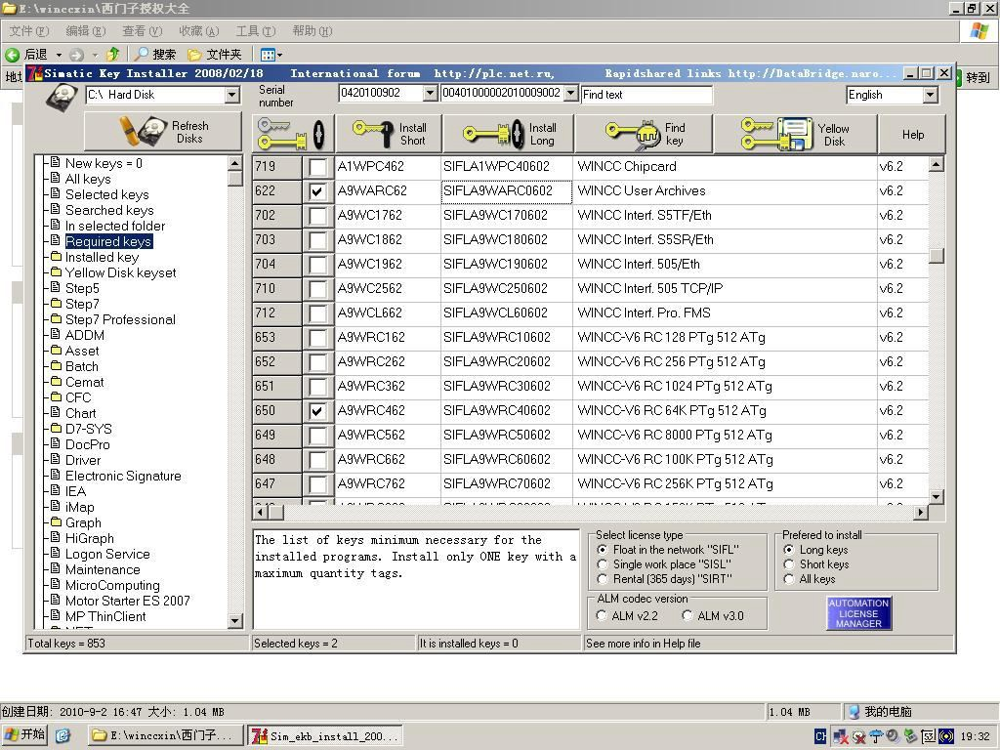 E:\winccxin\西门子授权大全
文件(F) 编辑(E) 查看(V) 收藏(A) 工具(T) 帮助(H)
后退 搜索 文件夹
转到
Simatic Key Installer 2008/02/18 International forum http://plc.net.ru, Rapidshared links http://DataBridge.naro...
C:\ Hard Disk
Serial number
0420100902
00401000002010009002
Find text
English
Refresh Disks
Install Short
Install Long
Find key
Yellow Disk
Help
New keys = 0
All keys
Selected keys
Searched keys
In selected folder
Required keys
Installed key
Yellow Disk keyset
Step5
Step7
Step7 Professional
ADDM
Asset
Batch
Cemat
CFC
Chart
D7-SYS
DocPro
Driver
Electronic Signature
IEA
iMap
Graph
HiGraph
Logon Service
Maintenance
MicroComputing
Motor Starter ES 2007
MP ThinClient
719 A1WPC462 SIFLA1WPC40602 WINCC Chipcard v6.2
622 A9WARC62 SIFLA9WARC0602 WINCC User Archives v6.2
702 A9WC1762 SIFLA9WC170602 WINCC Interf. S5TF/Eth v6.2
703 A9WC1862 SIFLA9WC180602 WINCC Interf. S5SR/Eth v6.2
704 A9WC1962 SIFLA9WC190602 WINCC Interf. 505/Eth v6.2
710 A9WC2562 SIFLA9WC250602 WINCC Interf. 505 TCP/IP v6.2
712 A9WCL662 SIFLA9WCL60602 WINCC Interf. Pro. FMS v6.2
653 A9WRC162 SIFLA9WRC10602 WINCC-V6 RC 128 PTg 512 ATg v6.2
652 A9WRC262 SIFLA9WRC20602 WINCC-V6 RC 256 PTg 512 ATg v6.2
651 A9WRC362 SIFLA9WRC30602 WINCC-V6 RC 1024 PTg 512 ATg v6.2
650 A9WRC462 SIFLA9WRC40602 WINCC-V6 RC 64K PTg 512 ATg v6.2
649 A9WRC562 SIFLA9WRC50602 WINCC-V6 RC 8000 PTg 512 ATg v6.2
648 A9WRC662 SIFLA9WRC60602 WINCC-V6 RC 100K PTg 512 ATg v6.2
647 A9WRC762 SIFLA9WRC70602 WINCC-V6 RC 256K PTg 512 ATg v6.2
The list of keys minimum necessary for the
installed programs. Install only ONE key with a
maximum quantity tags.
Select license type
Float in the network "SIFL"
Single work place "SISL"
Rental (365 days) "SIRT"
ALM codec version
ALM v2.2 ALM v3.0
Prefered to install
Long keys
Short keys
All keys
AUTOMATION
LICENSE
MANAGER
Total keys = 853 Selected keys = 2 It is installed keys = 0 See more info in Help file
创建日期: 2010-9-2 16:47 大小: 1.04 MB 1.04 MB 我的电脑
开始 E:\winccxin\西门子... Sim_ekb_install_200... CH 19:32